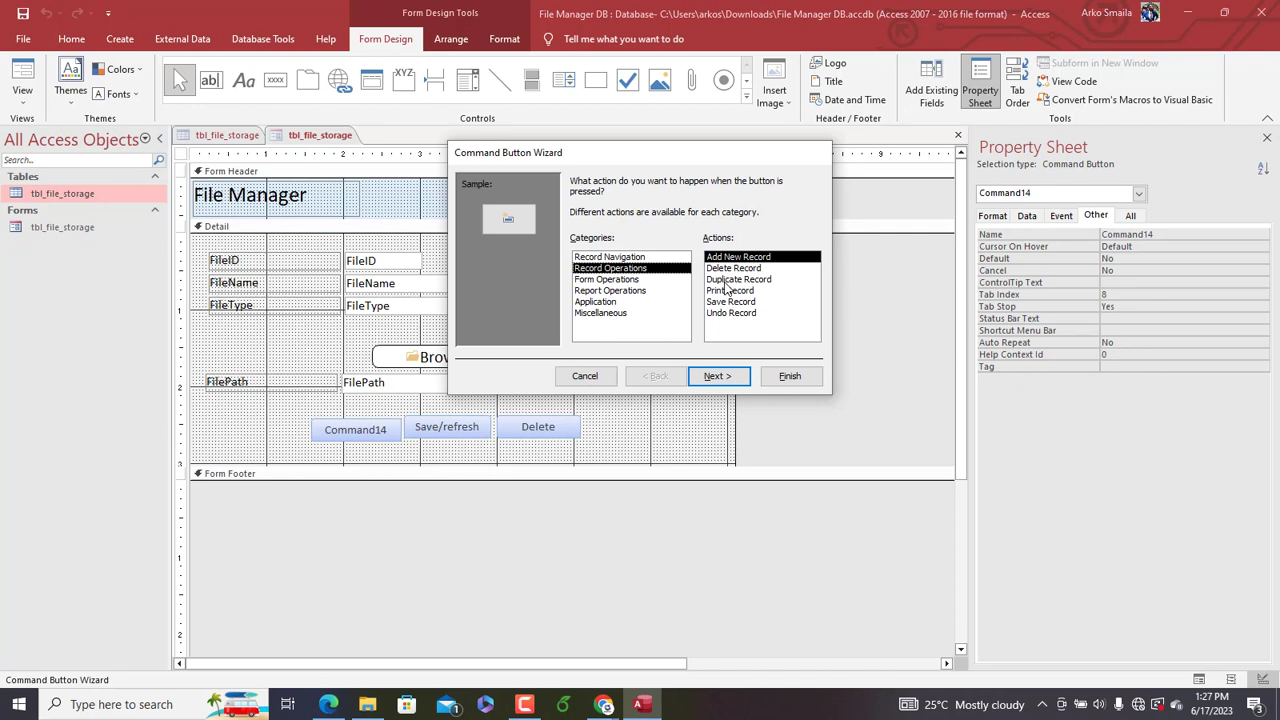 Form Design Tools
File Manager DB : Database- C:\Users\arkos\Downloads\File Manager DB.accdb (Access 2007 - 2016 file format) - Access
Arko Smaila
File
Home
Create
External Data
Database Tools
Help
Form Design
Arrange
Format
Tell me what you want to do
View
Views
Aa
Themes
Colors
Fonts
Themes
ab|
Aa
xxxx
XYZ
Controls
Insert
Image
Logo
Title
Date and Time
Header / Footer
Add Existing
Fields
Property
Sheet
Tab
Order
Subform in New Window
View Code
Convert Form's Macros to Visual Basic
Tools
All Access Objects
Search...
Tables
tbl_file_storage
Forms
tbl_file_storage
tbl_file_storage
tbl_file_storage
Form Header
File Manager
Detail
FileID
FileID
FileName
FileName
FileType
FileType
Brow
FilePath
FilePath
Command14
Save/refresh
Delete
Form Footer
Command Button Wizard
Sample:
What action do you want to happen when the button is
pressed?
Different actions are available for each category.
Categories:
Actions:
Record Navigation
Record Operations
Form Operations
Report Operations
Application
Miscellaneous
Add New Record
Delete Record
Duplicate Record
Print Record
Save Record
Undo Record
Cancel
< Back
Next >
Finish
Property Sheet
Selection type: Command Button
Command14
Format
Data
Event
Other
All
Name Command14
Cursor On Hover Default
Default No
Cancel No
ControlTip Text
Tab Index 8
Tab Stop Yes
Status Bar Text
Shortcut Menu Bar
Auto Repeat No
Help Context Id 0
Tag
Command Button Wizard
Type here to search
25°C Mostly cloudy
1:27 PM
6/17/2023